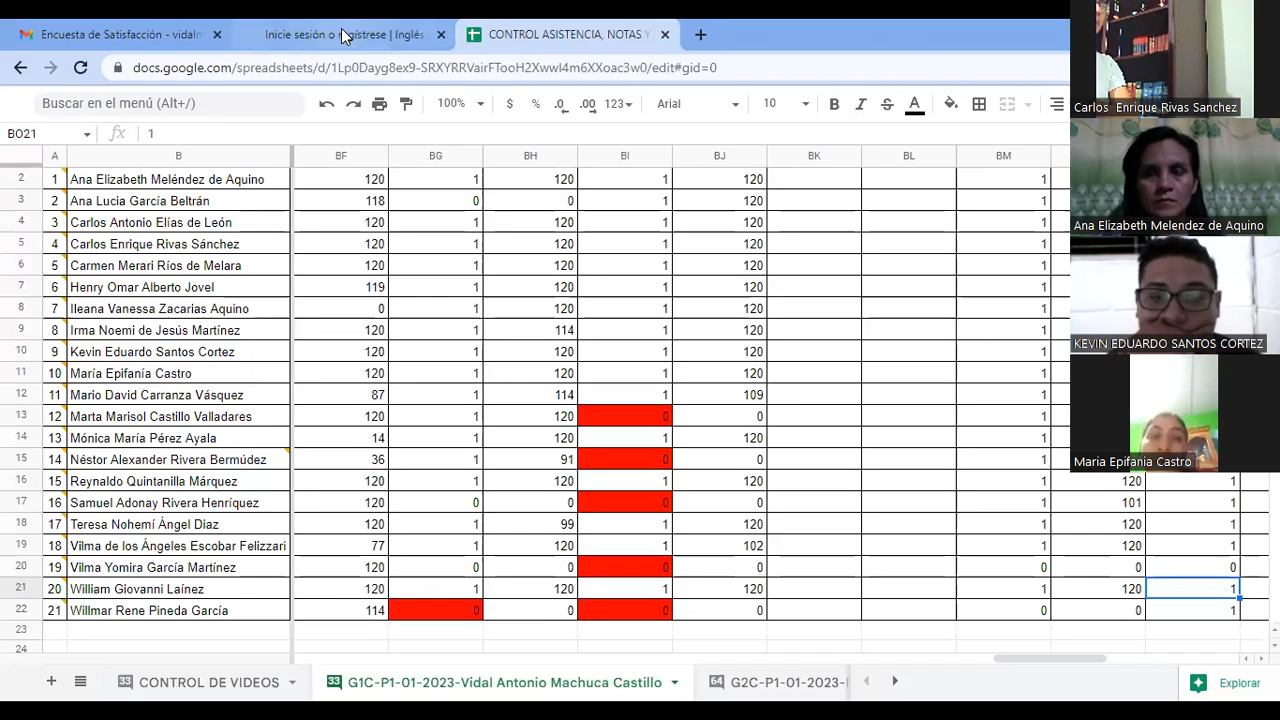 Encuesta de Satisfacción - vidalm
Inicie sesión o regístrese | Inglés
CONTROL ASISTENCIA, NOTAS Y
docs.google.com/spreadsheets/d/1Lp0Dayg8ex9-SRXYRRVairFTooH2XwwI4m6XXoac3w0/edit#gid=0
Buscar en el menú (Alt+/) 100% $ % .0 .00 123 Arial 10 B I S A
BO21 fx 1
A B BF BG BH BI BJ BK BL BM
2 1 Ana Elizabeth Meléndez de Aquino 120 1 120 1 120 1
3 2 Ana Lucia García Beltrán 118 0 0 1 120 1
4 3 Carlos Antonio Elías de León 120 1 120 1 120 1
5 4 Carlos Enrique Rivas Sánchez 120 1 120 1 120 1
6 5 Carmen Merari Ríos de Melara 120 1 120 1 120 1
7 6 Henry Omar Alberto Jovel 119 1 120 1 120 1
8 7 Ileana Vanessa Zacarias Aquino 0 1 120 1 120 1
9 8 Irma Noemi de Jesús Martínez 120 1 114 1 120 1
10 9 Kevin Eduardo Santos Cortez 120 1 120 1 120 1
11 10 María Epifanía Castro 120 1 120 1 120 1
12 11 Mario David Carranza Vásquez 87 1 114 1 109 1
13 12 Marta Marisol Castillo Valladares 120 1 120 0 0 1
14 13 Mónica María Pérez Ayala 14 1 120 1 120 1
15 14 Néstor Alexander Rivera Bermúdez 36 1 91 0 0 1
16 15 Reynaldo Quintanilla Márquez 120 1 120 1 120 1 120 1
17 16 Samuel Adonay Rivera Henríquez 120 0 0 0 0 1 101 1
18 17 Teresa Nohemí Ángel Diaz 120 1 99 1 120 1 120 1
19 18 Vilma de los Ángeles Escobar Felizzari 77 1 120 1 102 1 120 1
20 19 Vilma Yomira García Martínez 120 0 0 0 0 0 0 0
21 20 William Giovanni Laínez 120 1 120 1 120 1 120 1
22 21 Willmar Rene Pineda García 114 0 0 0 0 0 0 1
23
24
33 CONTROL DE VIDEOS
33 G1C-P1-01-2023-Vidal Antonio Machuca Castillo
64 G2C-P1-01-2023-
Explorar
Carlos Enrique Rivas Sanchez
Ana Elizabeth Melendez de Aquino
KEVIN EDUARDO SANTOS CORTEZ
Maria Epifania Castro